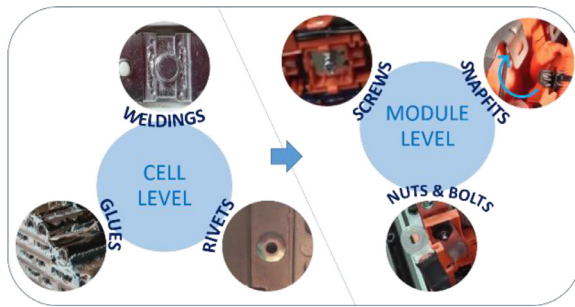 WELDINGS
CELL
LEVEL
GLUES
RIVETS
SCREWS
SNAPFITS
MODULE
LEVEL
NUTS & BOLTS